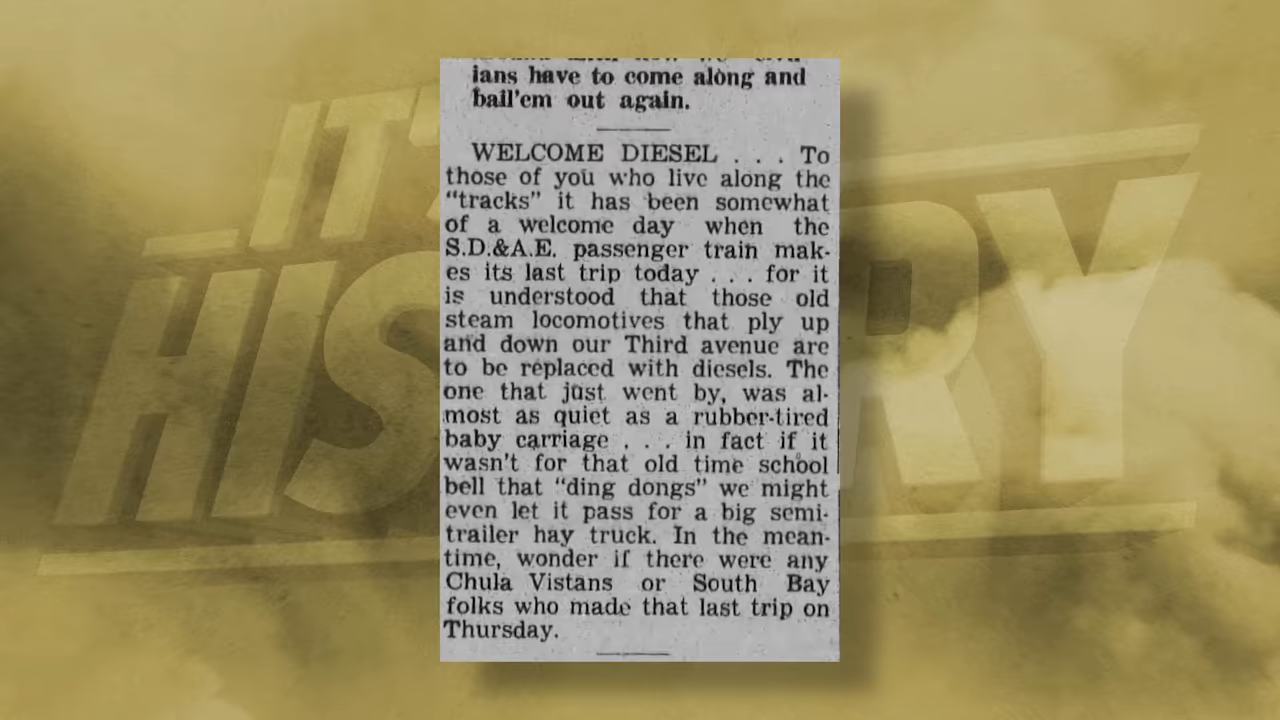 IT'S
HISTORY
ians have to come along and
bail'em out again.
WELCOME DIESEL . . . To
those of you who live along the
"tracks" it has been somewhat
of a welcome day when the
S.D.&A.E. passenger train mak-
es its last trip today . . . for it
is understood that those old
steam locomotives that ply up
and down our Third avenue are
to be replaced with diesels. The
one that just went by, was al-
most as quiet as a rubber-tired
baby carriage . . . in fact if it
wasn't for that old time school
bell that "ding dongs" we might
even let it pass for a big semi-
trailer hay truck. In the mean-
time, wonder if there were any
Chula Vistans or South Bay
folks who made that last trip on
Thursday.